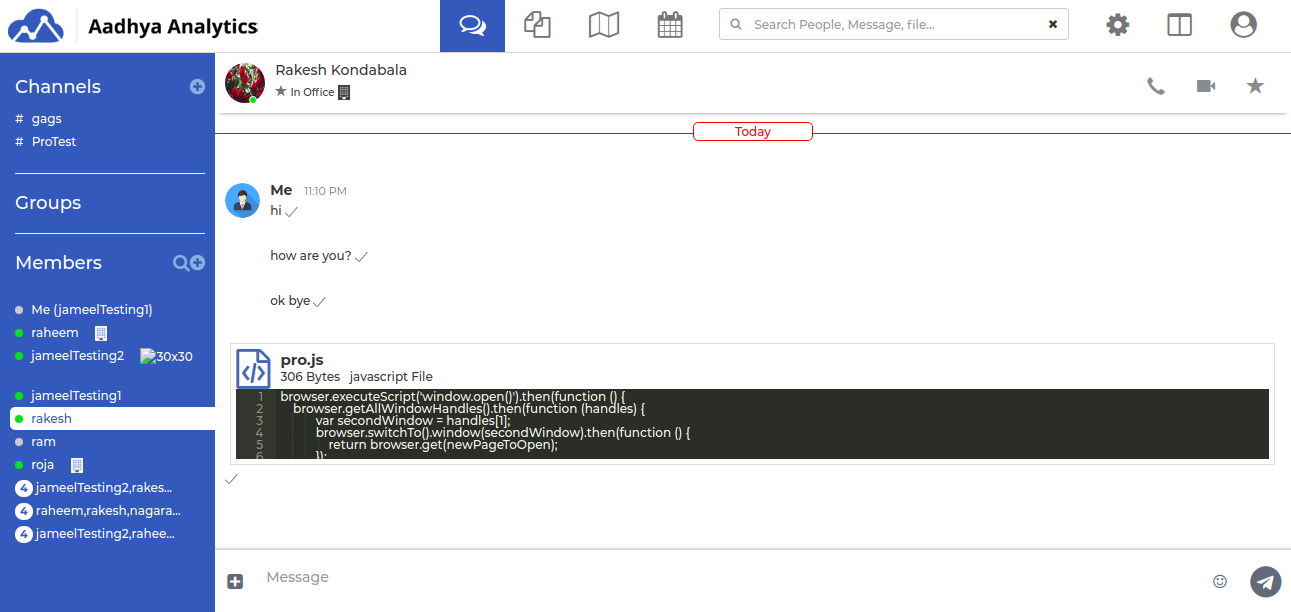 Aadhya Analytics
Search People, Message, file...
Channels
# gags
# ProTest
Groups
Members
Me (jameelTesting1)
raheem
jameelTesting2 30x30
jameelTesting1
rakesh
ram
roja
4 jameelTesting2,rakes...
4 raheem,rakesh,nagara...
4 jameelTesting2,rahee...
Rakesh Kondabala
In Office
Today
Me 11:10 PM
hi
how are you?
ok bye
pro.js
306 Bytes javascript File
1 browser.executeScript('window.open()').then(function () {
2 browser.getAllWindowHandles().then(function (handles) {
3 var secondWindow = handles[1];
4 browser.switchTo().window(secondWindow).then(function () {
5 return browser.get(newPageToOpen);
6 });
Message